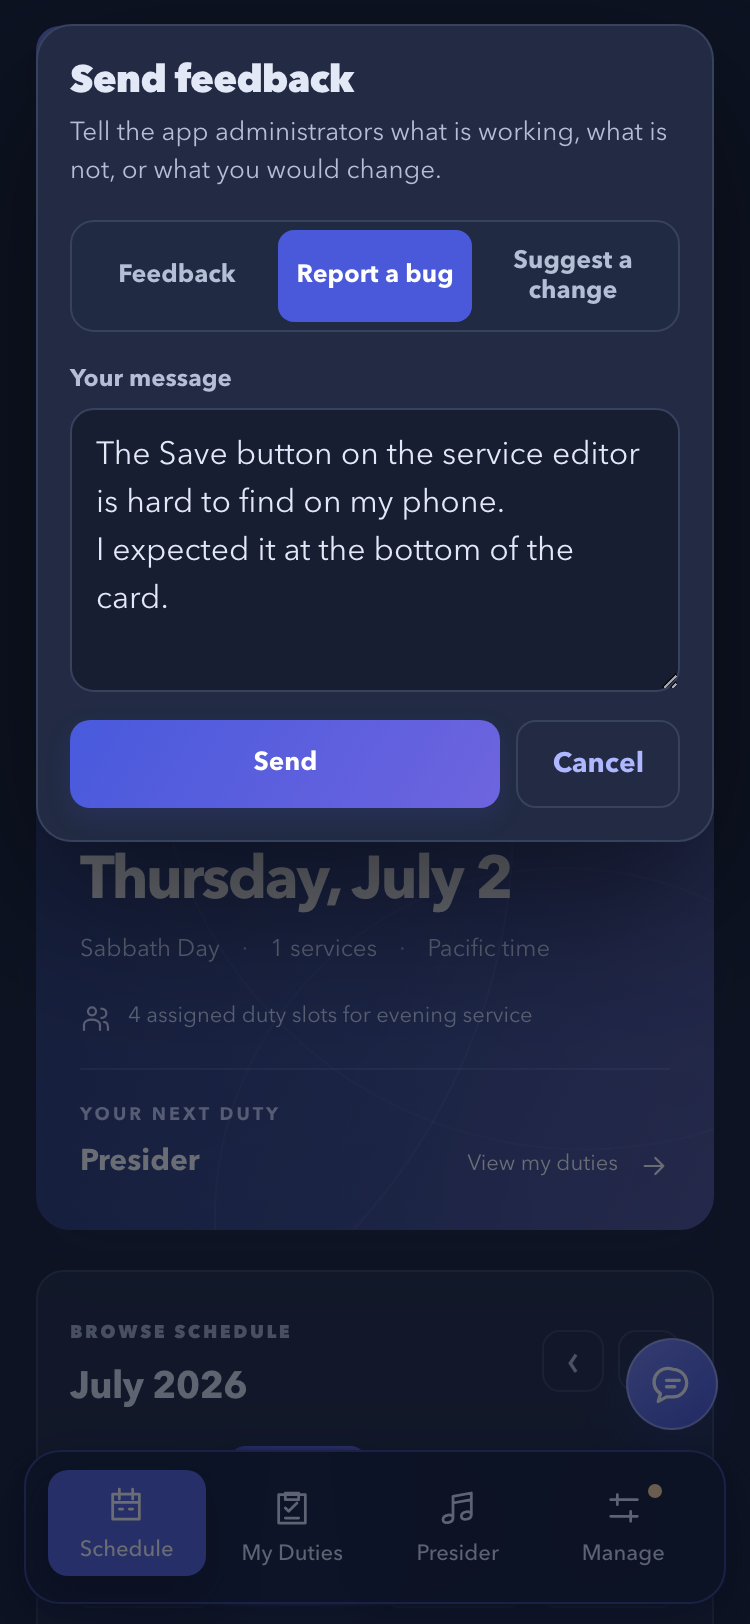 Send feedback
Tell the app administrators what is working, what is
not, or what you would change.
Feedback
Report a bug
Suggest a
change
Your message
The Save button on the service editor
is hard to find on my phone.
I expected it at the bottom of the
card.
Send
Cancel
Thursday, July 2
Sabbath Day · 1 services · Pacific time
4 assigned duty slots for evening service
YOUR NEXT DUTY
Presider
View my duties →
BROWSE SCHEDULE
July 2026
Schedule
My Duties
Presider
Manage